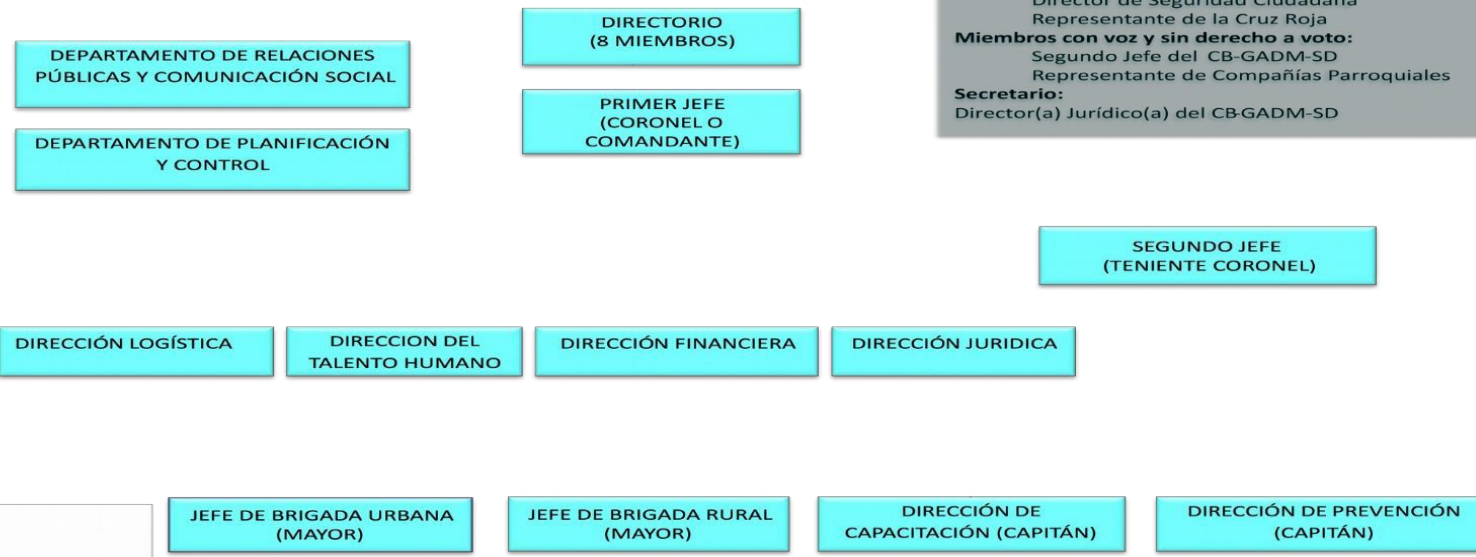 DIRECTORIO
(8 MIEMBROS)
DEPARTAMENTO DE RELACIONES
PÚBLICAS Y COMUNICACIÓN SOCIAL
PRIMER JEFE
(CORONEL O
COMANDANTE)
DEPARTAMENTO DE PLANIFICACIÓN
Y CONTROL
Director de Seguridad Ciudadana
Representante de la Cruz Roja
Miembros con voz y sin derecho a voto:
Segundo Jefe del CB-GADM-SD
Representante de Compañías Parroquiales
Secretario:
Director(a) Jurídico(a) del CB-GADM-SD
SEGUNDO JEFE
(TENIENTE CORONEL)
DIRECCIÓN LOGÍSTICA
DIRECCION DEL
TALENTO HUMANO
DIRECCIÓN FINANCIERA
DIRECCIÓN JURIDICA
JEFE DE BRIGADA URBANA
(MAYOR)
JEFE DE BRIGADA RURAL
(MAYOR)
DIRECCIÓN DE
CAPACITACIÓN (CAPITÁN)
DIRECCIÓN DE PREVENCIÓN
(CAPITÁN)